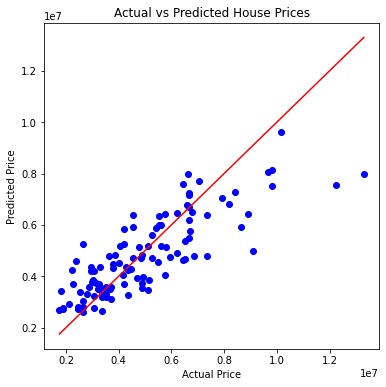 Actual vs Predicted House Prices
1e7
1.2
1.0
0.8
0.6
0.4
0.2
Predicted Price
0.2 0.4 0.6 0.8 1.0 1.2
Actual Price
1e7